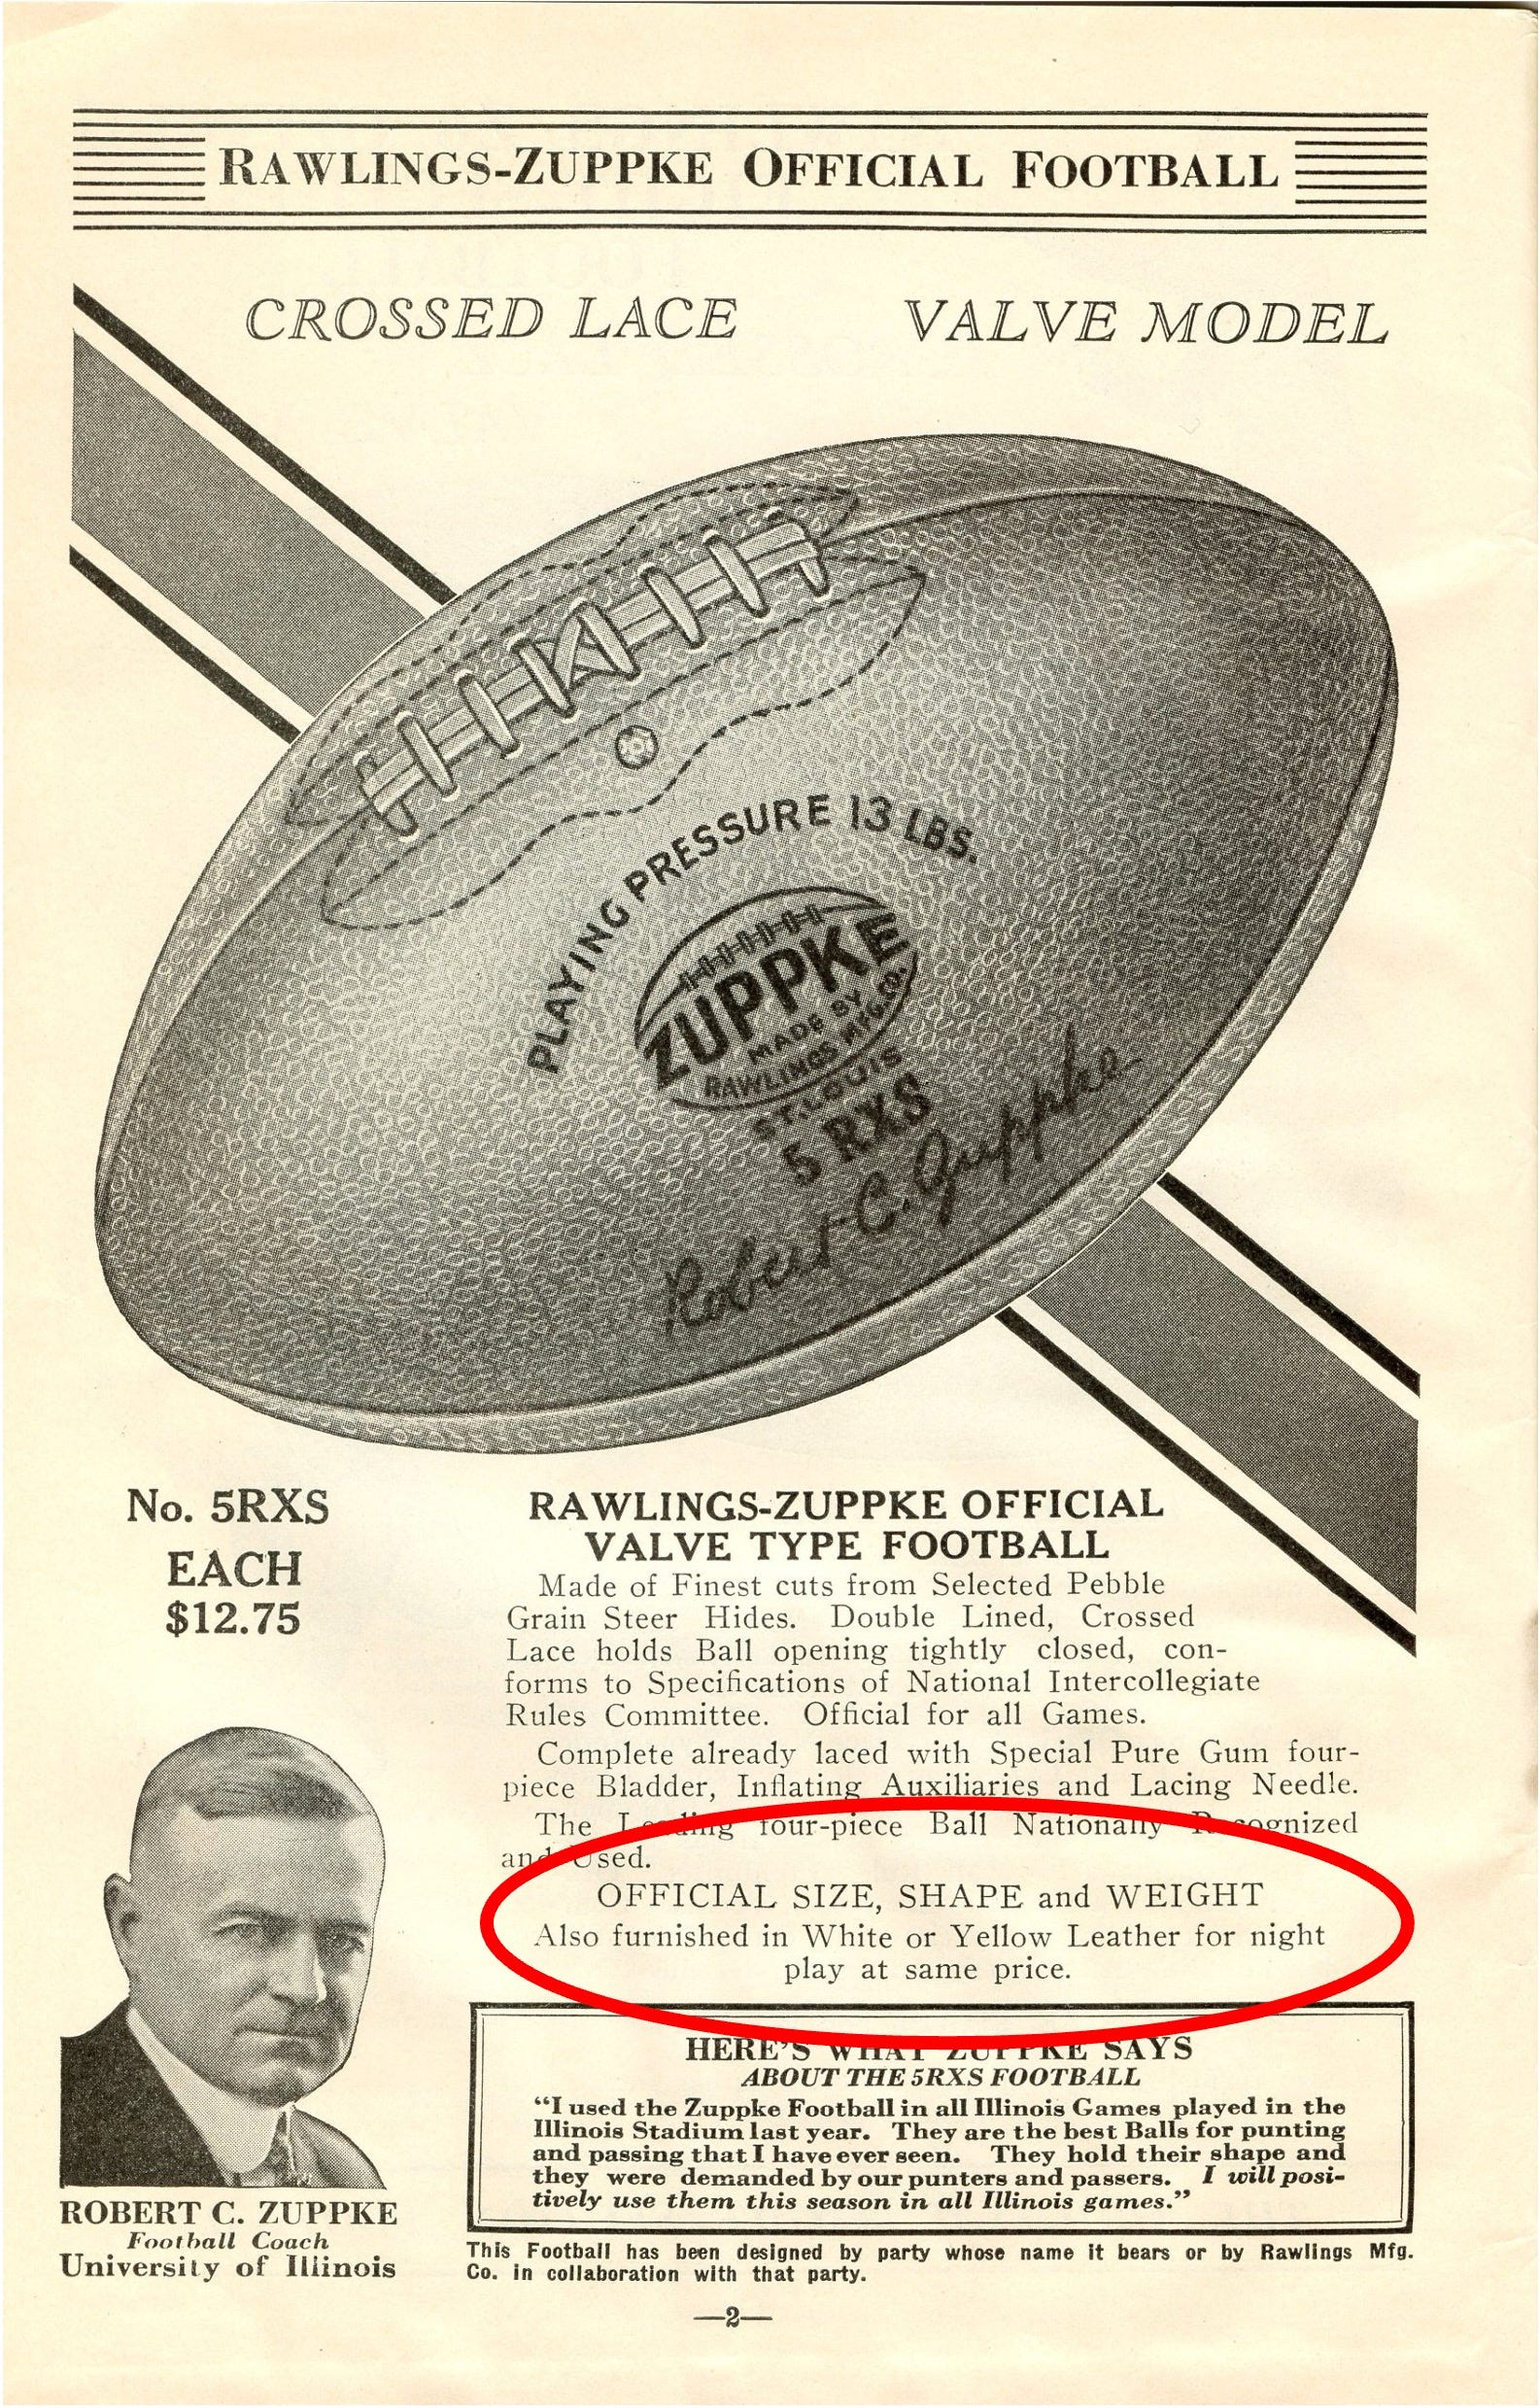 RAWLINGS-ZUPPKE OFFICIAL FOOTBALL
CROSSED LACE VALVE MODEL
PLAYING PRESSURE 13 LBS.
ZUPPKE
MADE BY
RAWLINGS MFG. CO.
ST. LOUIS
5 RXS
Robert C. Zuppke
No. 5RXS
EACH
$12.75
RAWLINGS-ZUPPKE OFFICIAL
VALVE TYPE FOOTBALL
Made of Finest cuts from Selected Pebble
Grain Steer Hides. Double Lined, Crossed
Lace holds Ball opening tightly closed, con-
forms to Specifications of National Intercollegiate
Rules Committee. Official for all Games.
Complete already laced with Special Pure Gum four-
piece Bladder, Inflating Auxiliaries and Lacing Needle.
The Leading four-piece Ball Nationally Recognized
and Used.
OFFICIAL SIZE, SHAPE and WEIGHT
Also furnished in White or Yellow Leather for night
play at same price.
HERE'S WHAT ZUPPKE SAYS
ABOUT THE 5RXS FOOTBALL
"I used the Zuppke Football in all Illinois Games played in the
Illinois Stadium last year. They are the best Balls for punting
and passing that I have ever seen. They hold their shape and
they were demanded by our punters and passers. I will posi-
tively use them this season in all Illinois games."
ROBERT C. ZUPPKE
Football Coach
University of Illinois
This Football has been designed by party whose name it bears or by Rawlings Mfg.
Co. in collaboration with that party.
—2—